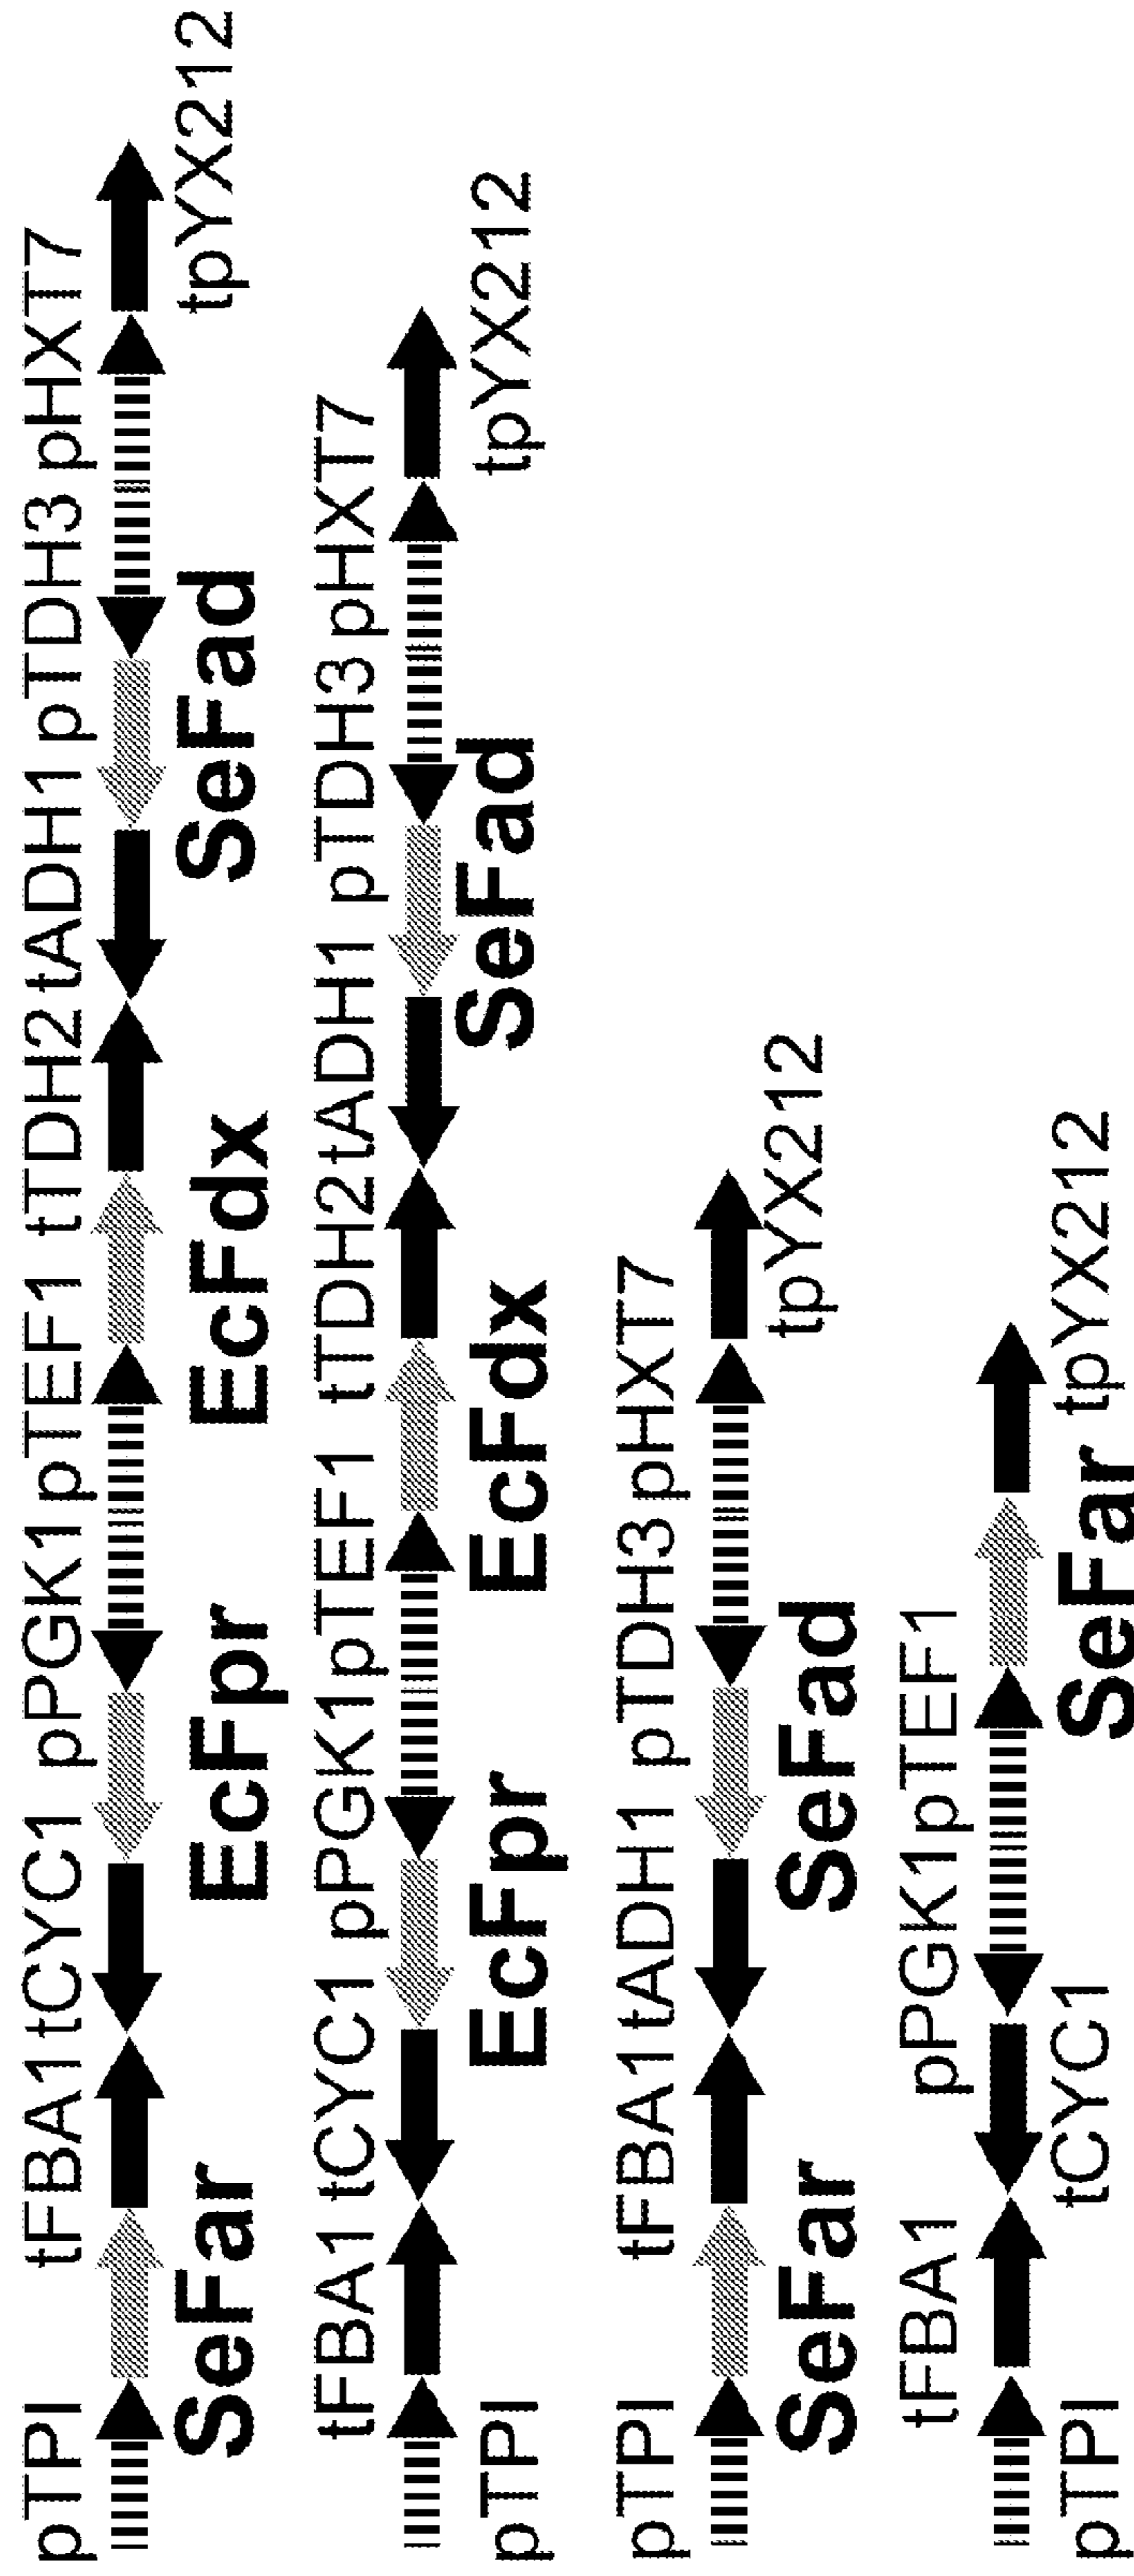 pTPI tFBA1 tCYC1 pPGK1 pTEF1 tTDH2 tADH1 pTDH3 pHXT7
SeFar EcFpr EcFdx SeFad tpYX212
tFBA1 tCYC1 pPGK1 pTEF1 tTDH2 tADH1 pTDH3 pHXT7
pTPI EcFpr EcFdx SeFad tpYX212
pTPI tFBA1 tADH1 pTDH3 pHXT7
SeFar SeFad tpYX212
tFBA1 pPGK1 pTEF1
pTPI tCYC1 SeFar tpYX212